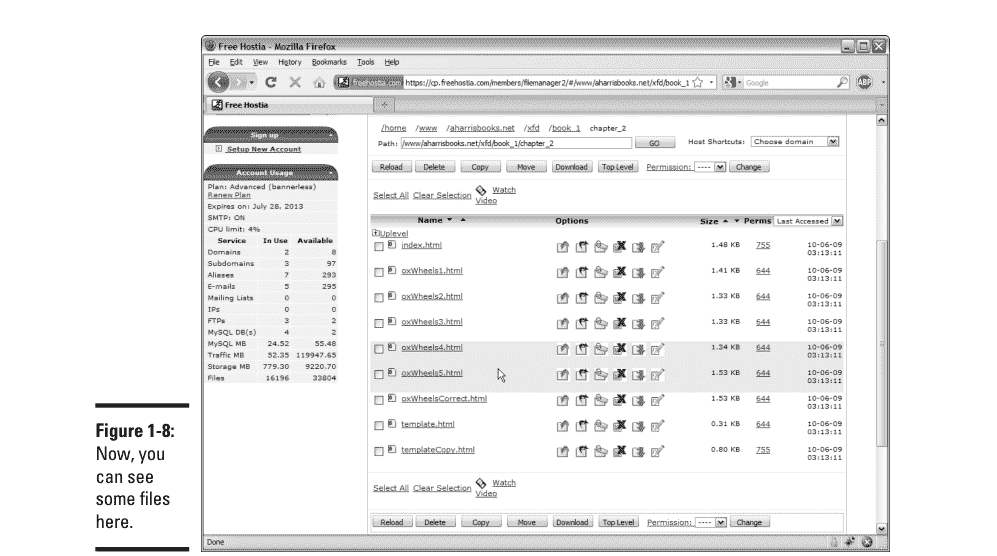 Free Hostia - Mozilla Firefox
File Edit View History Bookmarks Tools Help
freehostia.com https://cp.freehostia.com/members/filemanager2/#/www/aharrisbooks.net/xfd/book_1 Google ABP
Free Hostia
Sign up
Setup New Account
Account Usage
Plan: Advanced (bannerless)
Renew Plan
Expires on: July 28, 2013
SMTP: ON
CPU limit: 4%
Service In Use Available
Domains 2 8
Subdomains 3 97
Aliases 7 293
E-mails 5 295
Mailing Lists 0 0
IPs 0 0
FTPs 3 2
MySQL DB(s) 4 2
MySQL MB 24.52 55.48
Traffic MB 52.35 119947.65
Storage MB 779.30 9220.70
Files 16196 33804
/home /www /aharrisbooks.net /xfd /book_1 chapter_2
Path: /www/aharrisbooks.net/xfd/book_1/chapter_2 GO Host Shortcuts: Choose domain
Reload Delete Copy Move Download Top Level Permission: ---- Change
Select All Clear Selection Watch
Video
Name Options Size Perms Last Accessed
Uplevel
index.html 1.48 KB 755 10-06-09
03:13:11
oxWheels1.html 1.41 KB 644 10-06-09
03:13:11
oxWheels2.html 1.33 KB 644 10-06-09
03:13:11
oxWheels3.html 1.33 KB 644 10-06-09
03:13:11
oxWheels4.html 1.34 KB 644 10-06-09
03:13:11
oxWheels5.html 1.53 KB 644 10-06-09
03:13:11
oxWheelsCorrect.html 1.53 KB 644 10-06-09
03:13:11
template.html 0.31 KB 644 10-06-09
03:13:11
templateCopy.html 0.80 KB 755 10-06-09
03:13:11
Select All Clear Selection Watch
Video
Reload Delete Copy Move Download Top Level Permission: ---- Change
Done
Figure 1-8:
Now, you
can see
some files
here.